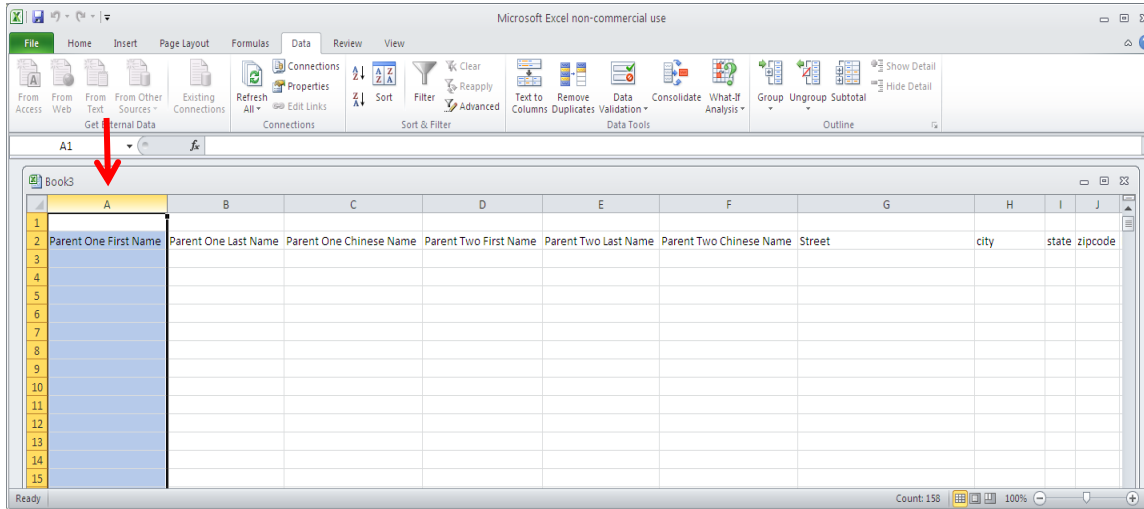 Microsoft Excel non-commercial use
File Home Insert Page Layout Formulas Data Review View
From Access
From Web
From Text
From Other Sources
Existing Connections
Get External Data
Refresh All
Connections
Properties
Edit Links
Connections
Sort
Filter
Clear
Reapply
Advanced
Sort & Filter
Text to Columns
Remove Duplicates
Data Validation
Consolidate
What-If Analysis
Data Tools
Group
Ungroup
Subtotal
Show Detail
Hide Detail
Outline
A1 fx
Book3
A B C D E F G H I J
1
2 Parent One First Name Parent One Last Name Parent One Chinese Name Parent Two First Name Parent Two Last Name Parent Two Chinese Name Street city state zipcode
3
4
5
6
7
8
9
10
11
12
13
14
15
Ready Count: 158 100%